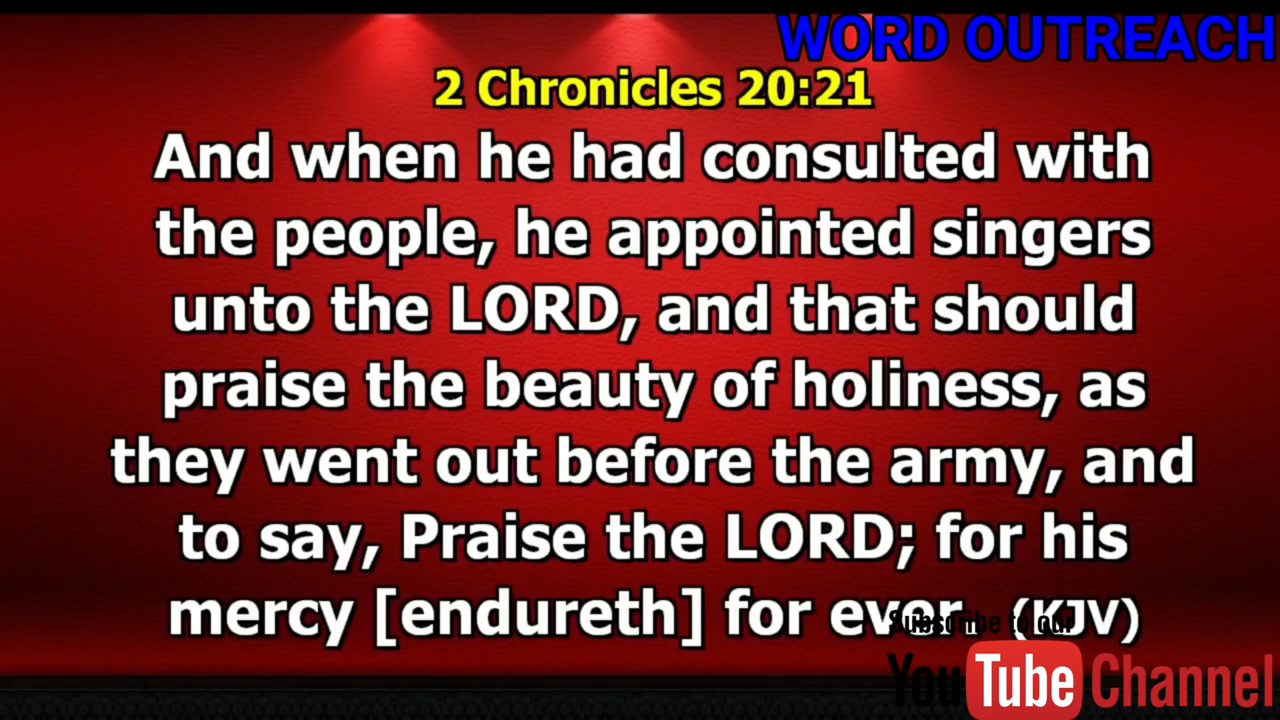 WORD OUTREACH
2 Chronicles 20:21
And when he had consulted with
the people, he appointed singers
unto the LORD, and that should
praise the beauty of holiness, as
they went out before the army, and
to say, Praise the LORD; for his
mercy [endureth] for ever. (KJV)
Subscribe to our
YouTube Channel